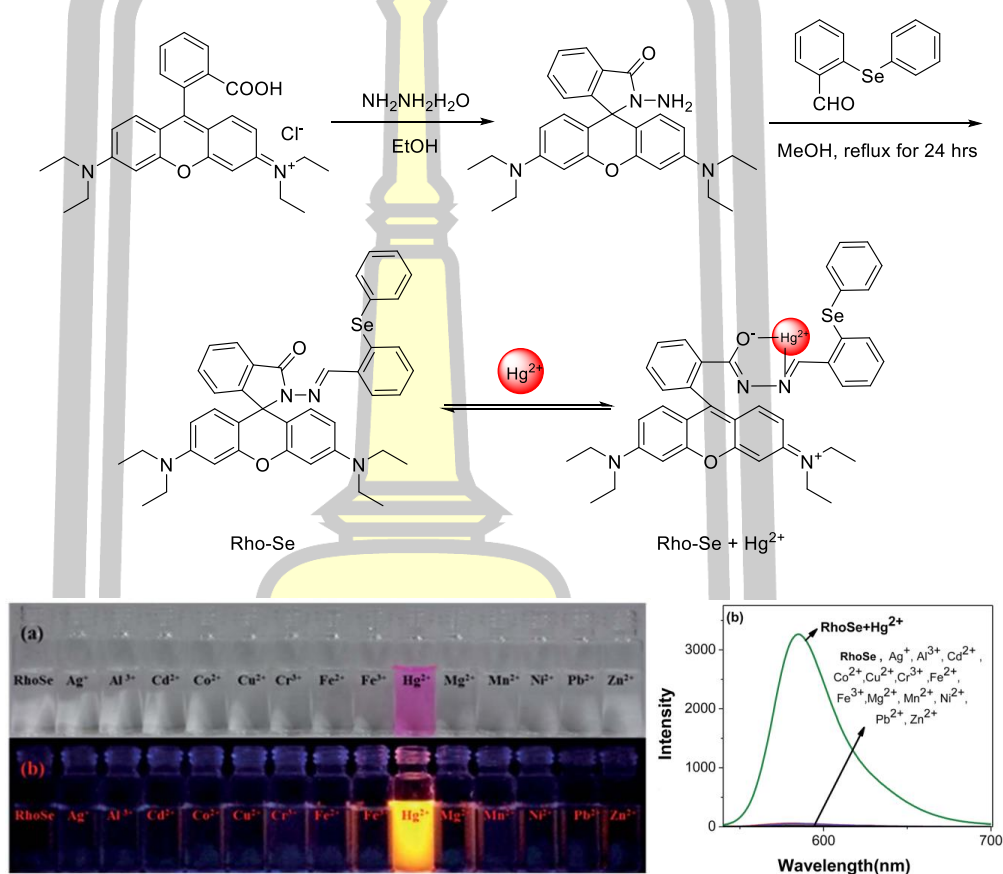 COOH
Cl⁻
N
O
N⁺
NH₂NH₂H₂O
EtOH
O
N-NH₂
N
O
N
Se
CHO
MeOH, reflux for 24 hrs
Se
O
N-N
N
O
N
Rho-Se
Hg²⁺
Se
O⁻
Hg²⁺
N
N
N
O
N⁺
Rho-Se + Hg²⁺
(a)
RhoSe Ag⁺ Al³⁺ Cd²⁺ Co²⁺ Cu²⁺ Cr³⁺ Fe²⁺ Fe³⁺ Hg²⁺ Mg²⁺ Mn²⁺ Ni²⁺ Pb²⁺ Zn²⁺
(b)
RhoSe Ag⁺ Al³⁺ Cd²⁺ Co²⁺ Cu²⁺ Cr³⁺ Fe²⁺ Fe³⁺ Hg²⁺ Mg²⁺ Mn²⁺ Ni²⁺ Pb²⁺ Zn²⁺
(b)
RhoSe+Hg²⁺
RhoSe , Ag⁺, Al³⁺, Cd²⁺ ,
Co²⁺,Cu²⁺,Cr³⁺ ,Fe²⁺,
Fe³⁺,Mg²⁺, Mn²⁺, Ni²⁺,
Pb²⁺, Zn²⁺
Intensity
3000
2000
1000
0
600
700
Wavelength(nm)